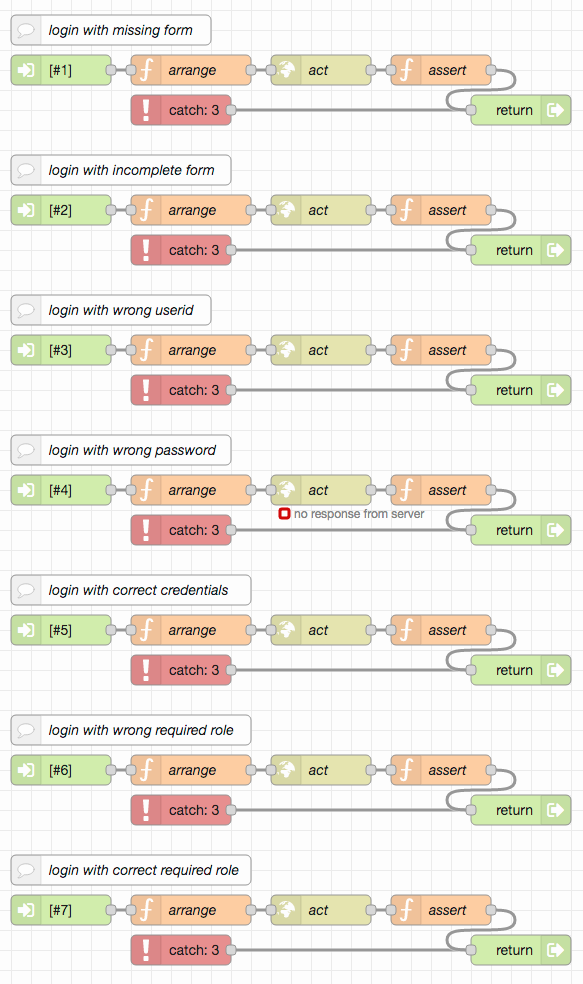 login with missing form
[#1] arrange act assert
catch: 3 return
login with incomplete form
[#2] arrange act assert
catch: 3 return
login with wrong userid
[#3] arrange act assert
catch: 3 return
login with wrong password
[#4] arrange act assert
no response from server
catch: 3 return
login with correct credentials
[#5] arrange act assert
catch: 3 return
login with wrong required role
[#6] arrange act assert
catch: 3 return
login with correct required role
[#7] arrange act assert
catch: 3 return